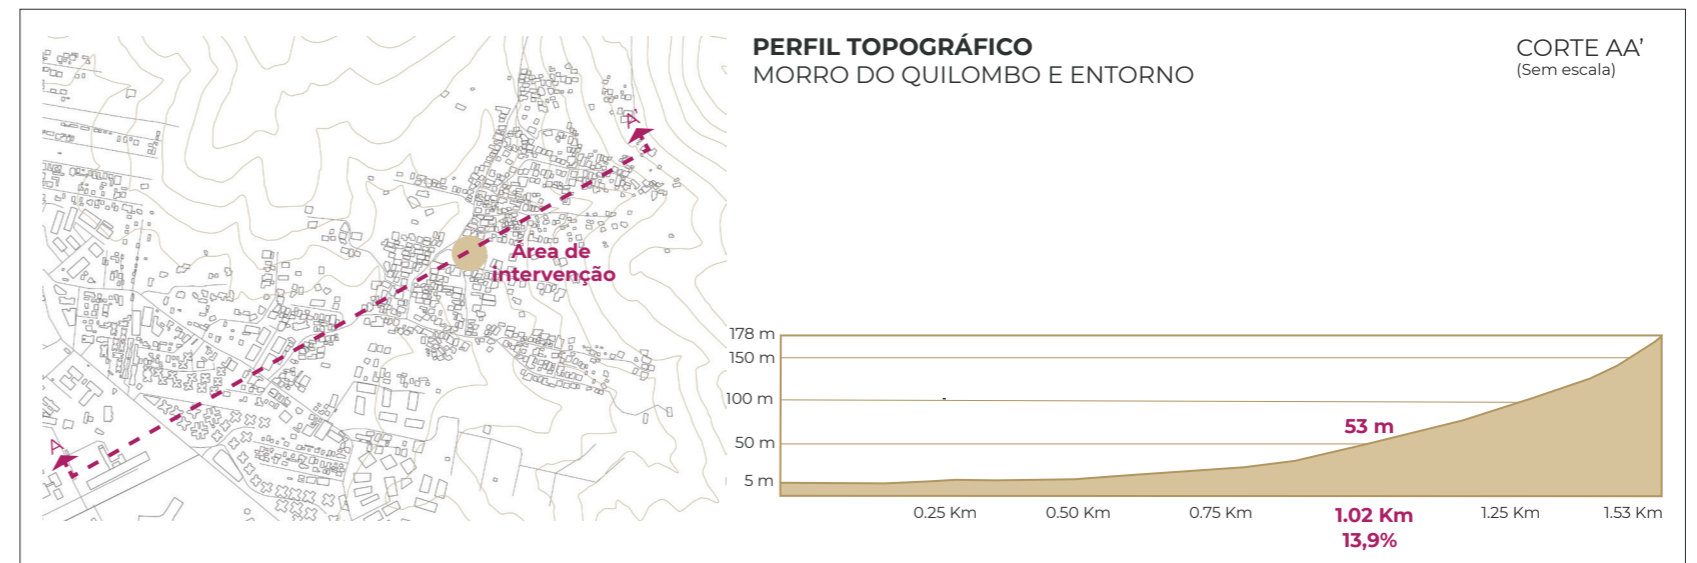 PERFIL TOPOGRÁFICO
MORRO DO QUILOMBO E ENTORNO
CORTE AA'
(Sem escala)
A'
Área de
intervenção
A
178 m
150 m
100 m
50 m
5 m
53 m
0.25 Km
0.50 Km
0.75 Km
1.02 Km
13,9%
1.25 Km
1.53 Km